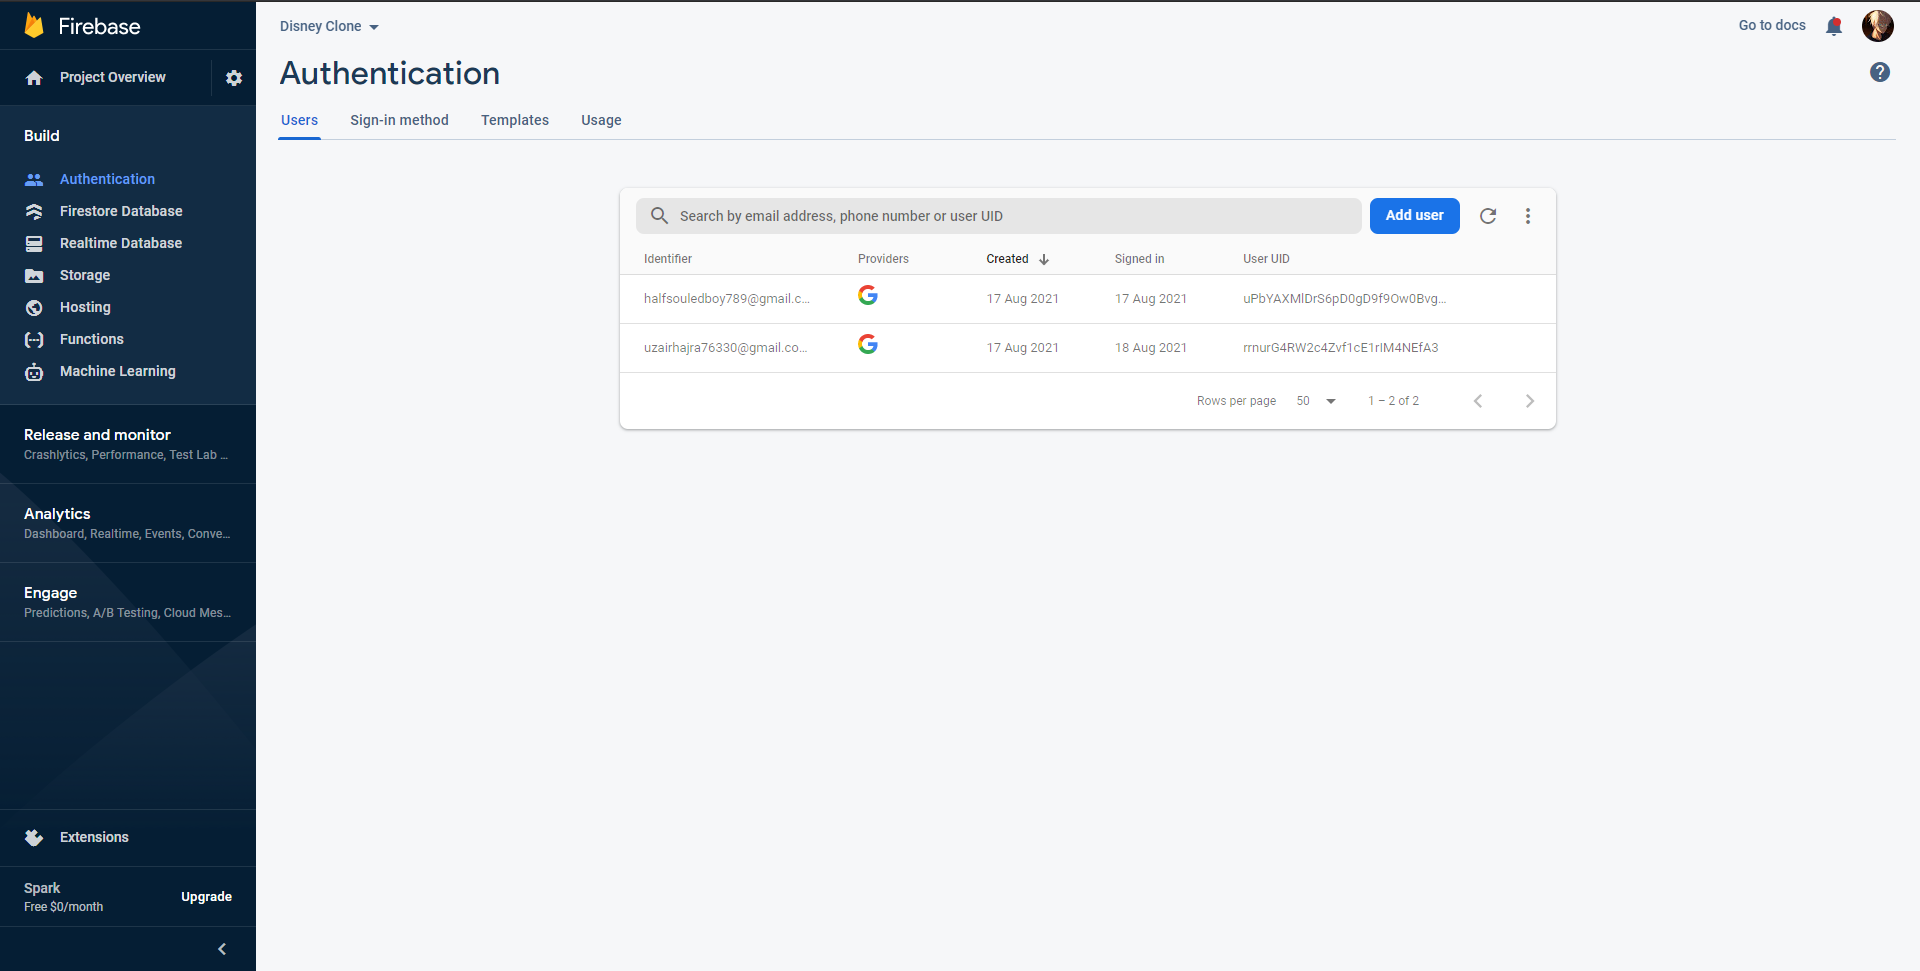 Firebase
Project Overview
Build
Authentication
Firestore Database
Realtime Database
Storage
Hosting
Functions
Machine Learning
Release and monitor
Crashlytics, Performance, Test Lab ...
Analytics
Dashboard, Realtime, Events, Conve...
Engage
Predictions, A/B Testing, Cloud Mes...
Extensions
Spark
Free $0/month
Upgrade
Disney Clone
Go to docs
Authentication
Users Sign-in method Templates Usage
Search by email address, phone number or user UID
Add user
Identifier Providers Created Signed in User UID
halfsouledboy789@gmail.c... 17 Aug 2021 17 Aug 2021 uPbYAXMlDrS6pD0gD9f9Ow0Bvg...
uzairhajra76330@gmail.co... 17 Aug 2021 18 Aug 2021 rrnurG4RW2c4Zvf1cE1rIM4NEfA3
Rows per page 50 1 – 2 of 2